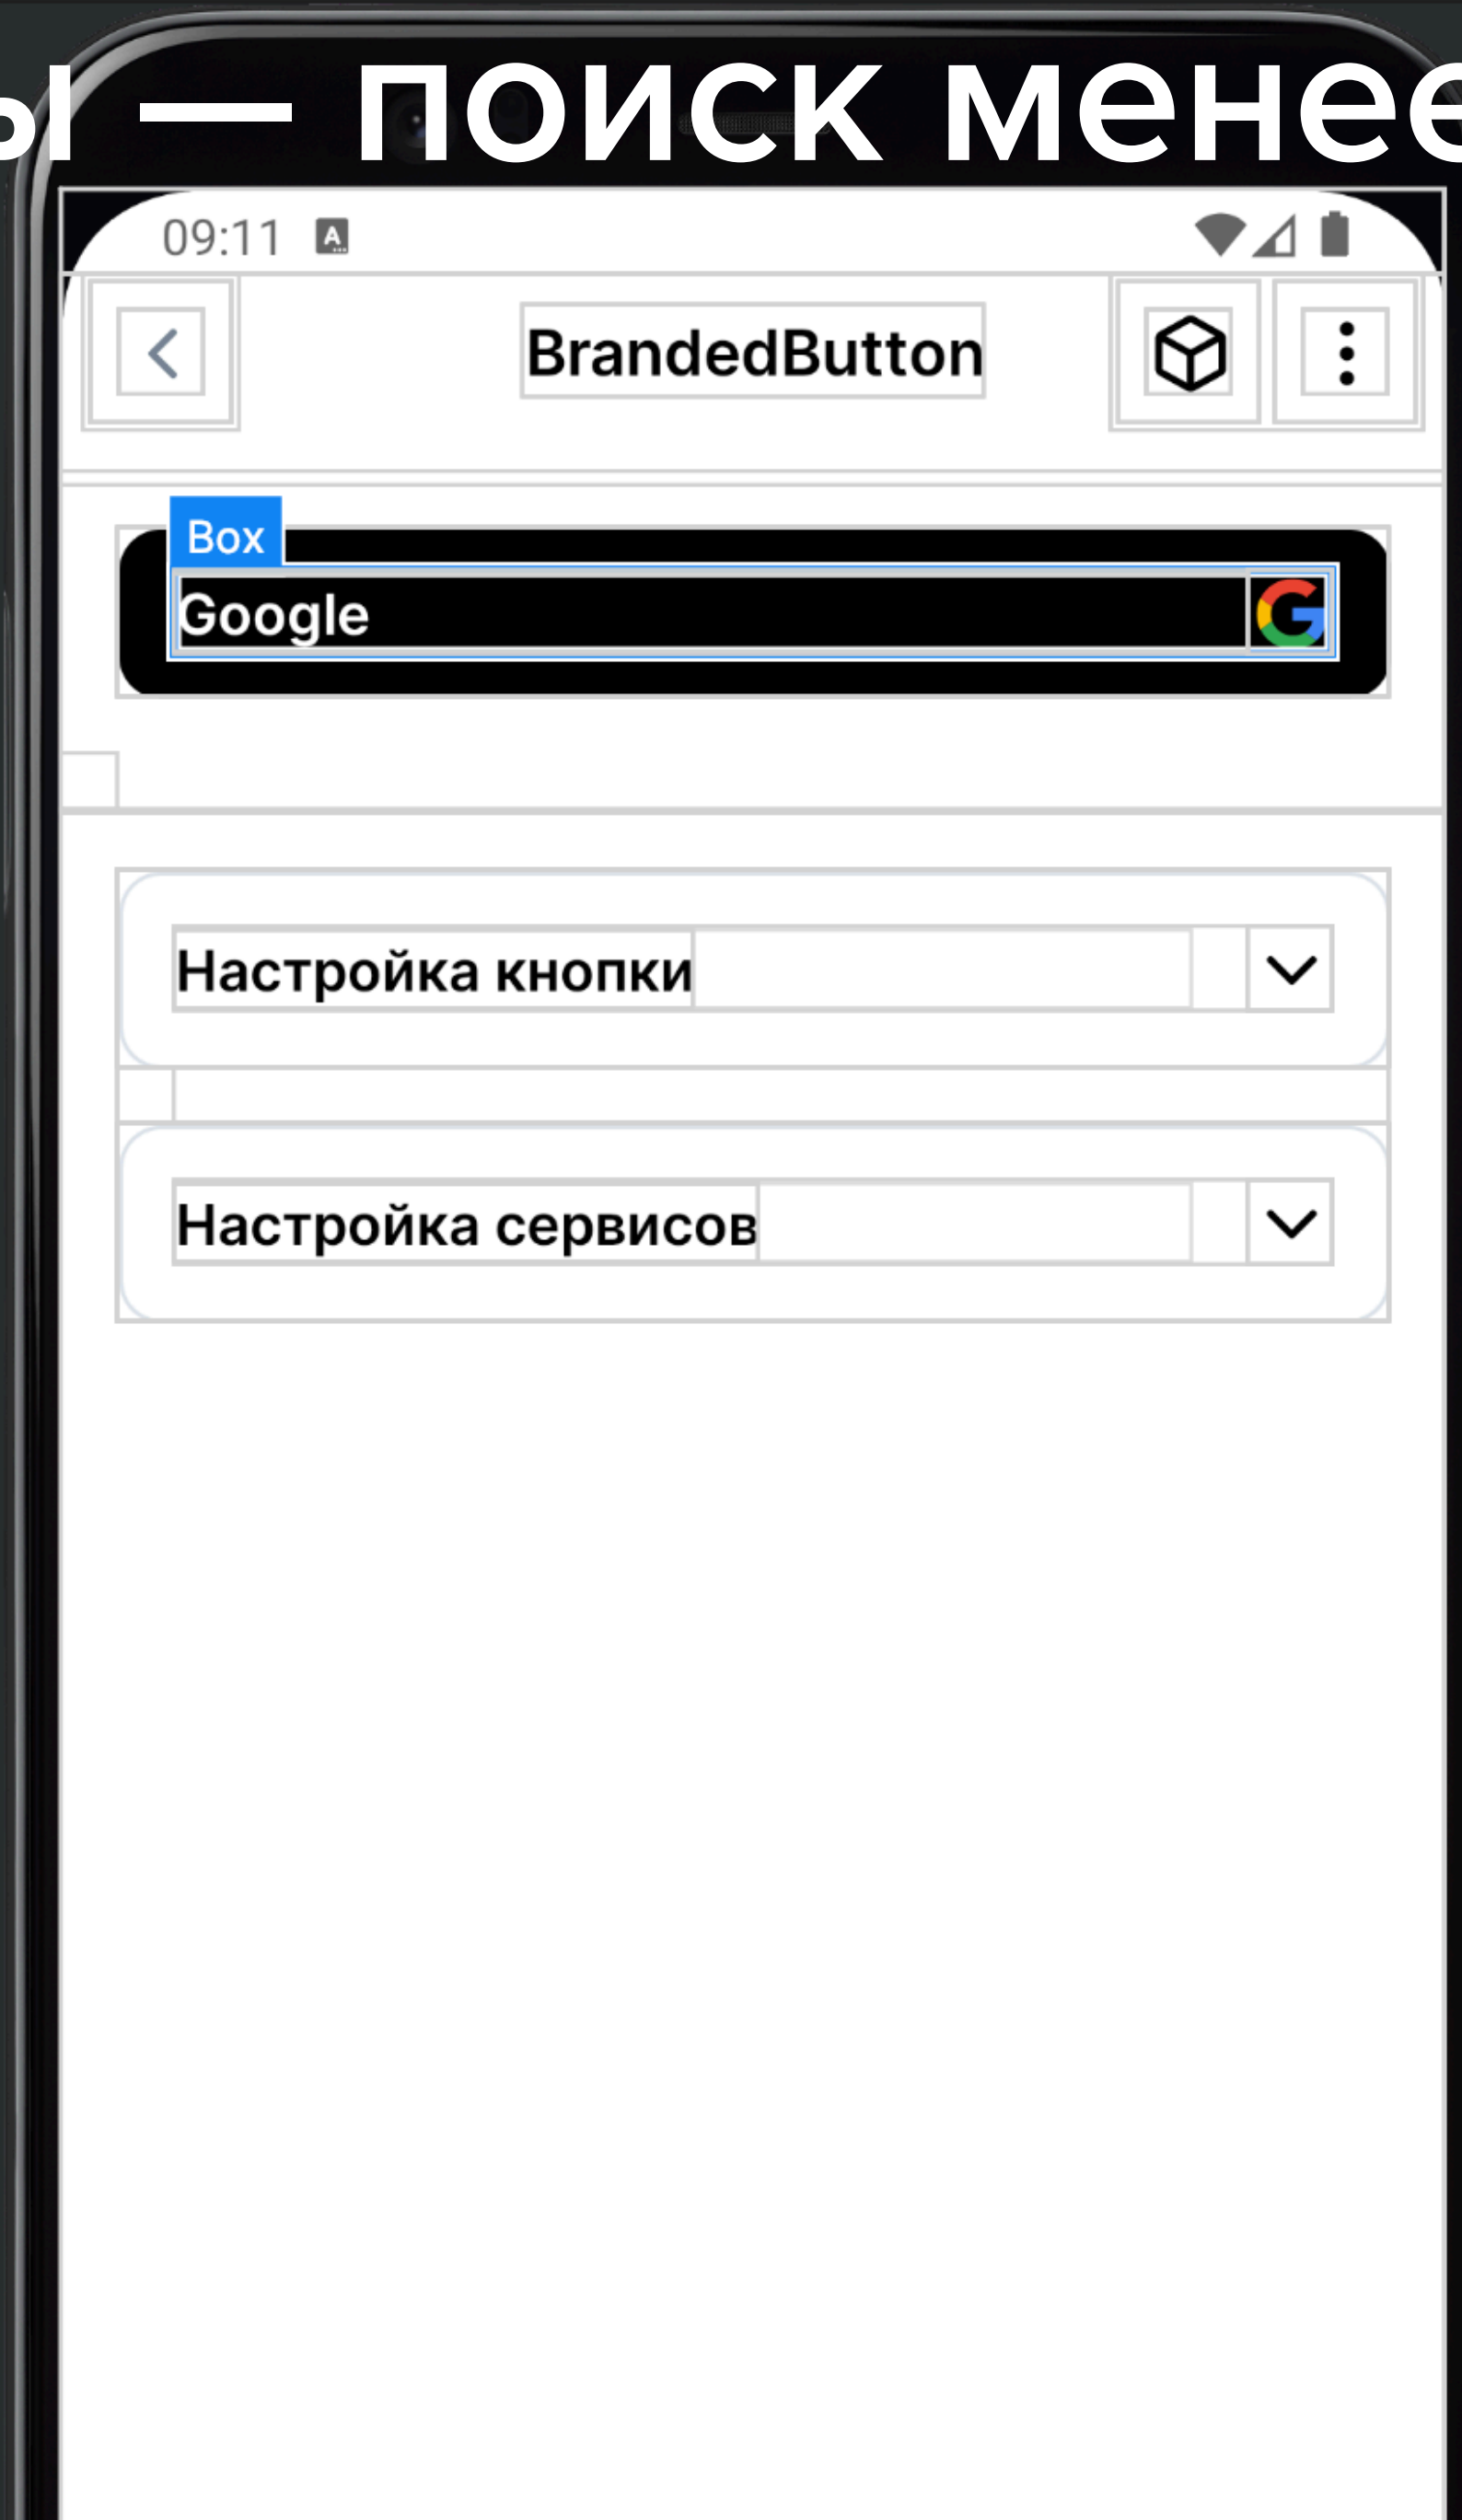 — поиск менее
09:11
BrandedButton
Box
Google
Настройка кнопки
Настройка сервисов